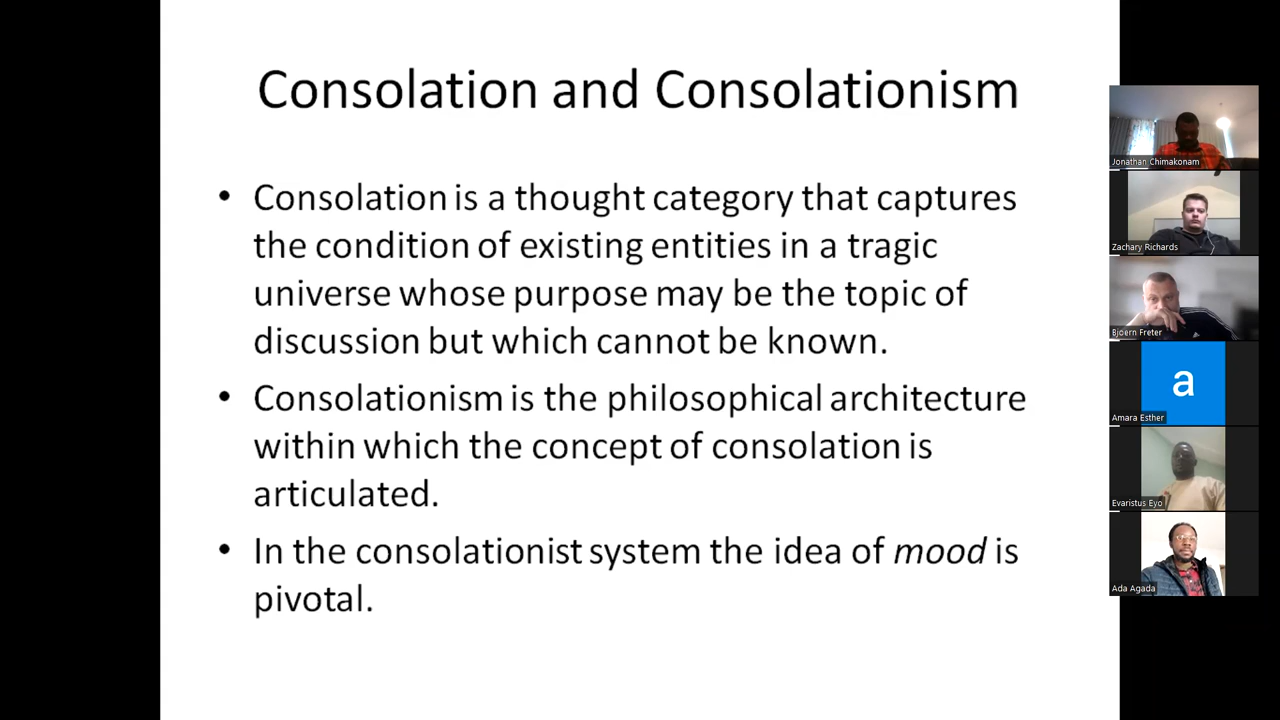 Consolation and Consolationism
• Consolation is a thought category that captures
the condition of existing entities in a tragic
universe whose purpose may be the topic of
discussion but which cannot be known.
• Consolationism is the philosophical architecture
within which the concept of consolation is
articulated.
• In the consolationist system the idea of mood is
pivotal.
Jonathan Chimakonam
Zachary Richards
Bjoern Freter
a
Amara Esther
Evaristus Eyo
Ada Agada